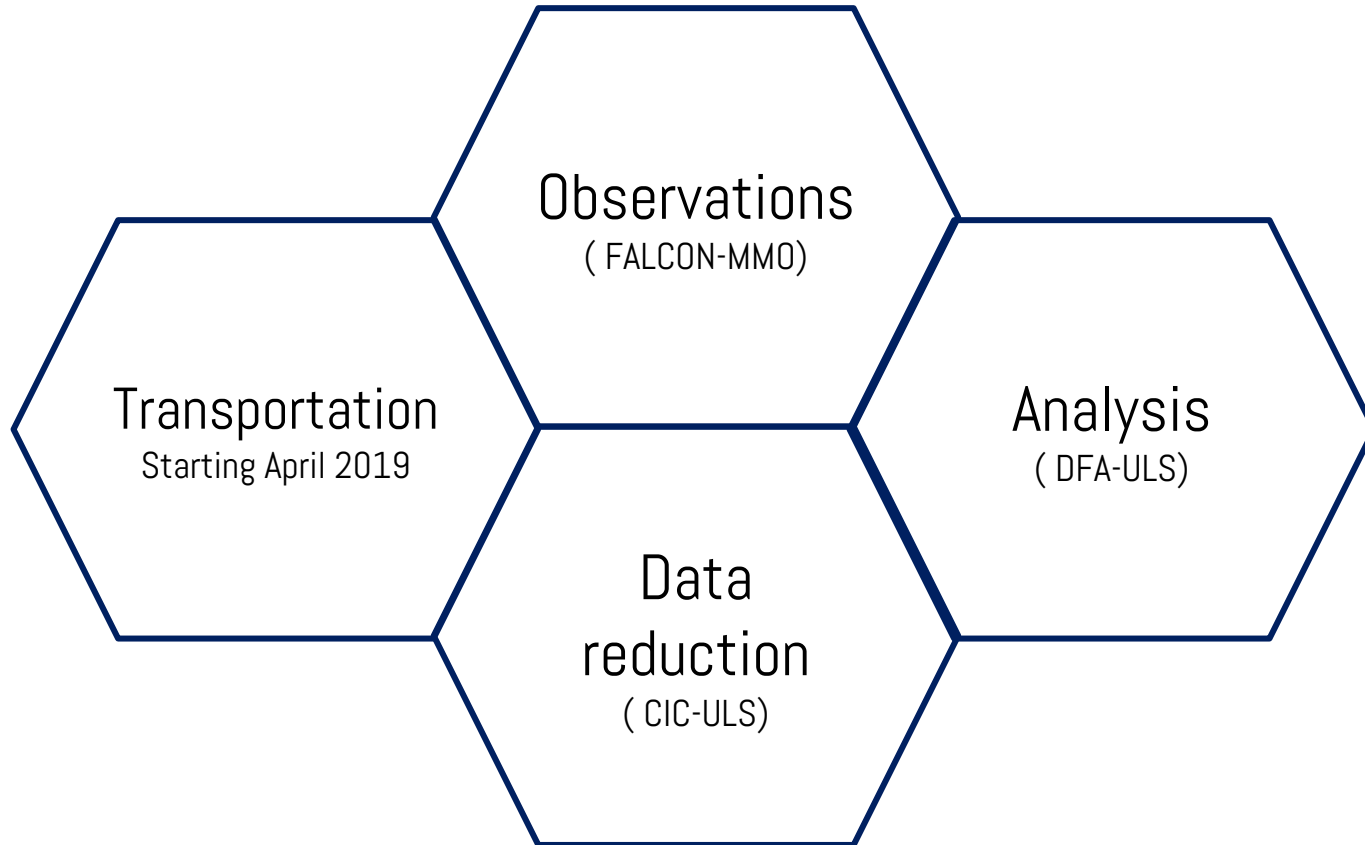 Observations
( FALCON-MMO)
Transportation
Starting April 2019
Analysis
( DFA-ULS)
Data
reduction
( CIC-ULS)